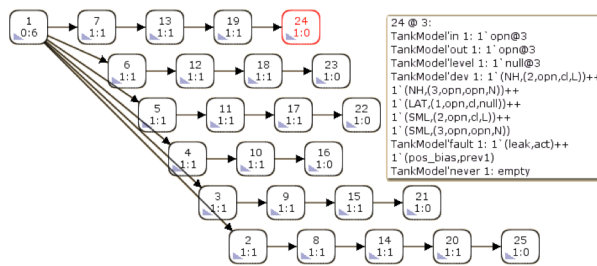 1 7 13 19 24
0:6 1:1 1:1 1:1 1:0
6 12 18 23
1:1 1:1 1:1 1:0
5 11 17 22
1:1 1:1 1:1 1:0
4 10 16
1:1 1:1 1:0
3 9 15 21
1:1 1:1 1:1 1:0
2 8 14 20 25
1:1 1:1 1:1 1:1 1:0
24 @ 3:
TankModel'in 1: 1`opn@3
TankModel'out 1: 1`opn@3
TankModel'level 1: 1`null@3
TankModel'dev 1: 1`(NH,(2,opn,cl,L))++
1`(NH,(3,opn,opn,N))++
1`(LAT,(1,opn,cl,null))++
1`(SML,(2,opn,cl,L))++
1`(SML,(3,opn,opn,N))
TankModel'fault 1: 1`(leak,act)++
1`(pos_bias,prev1)
TankModel'never 1: empty